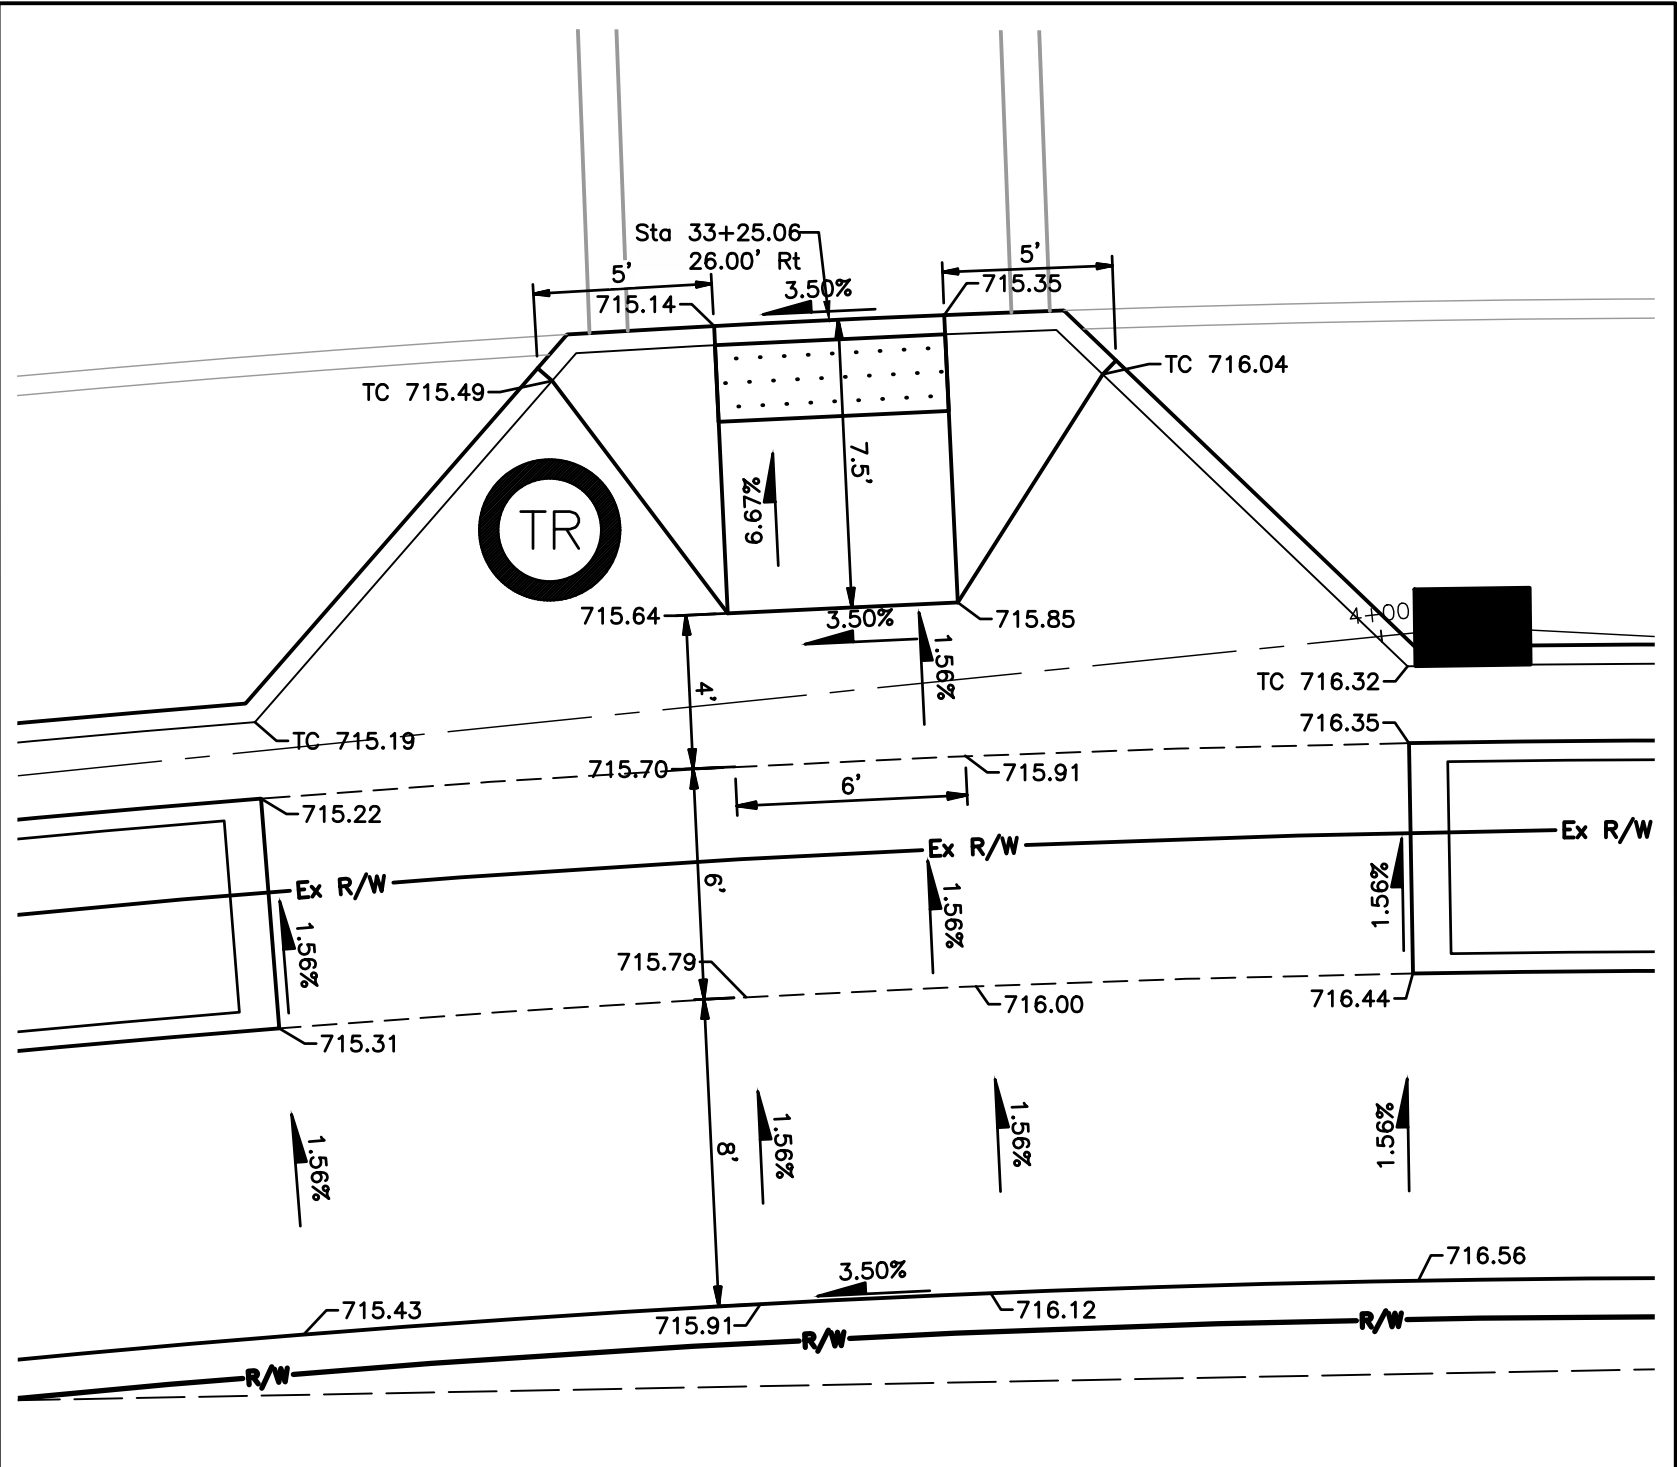 Sta 33+25.06
26.00' Rt
5'
5'
3.50%
715.14
715.35
TC 715.49
TC 716.04
7.5'
6.97%
TR
4+00
715.64
3.50%
715.85
1.56%
TC 716.32
4'
716.35
TC 715.19
715.70
715.91
6'
715.22
Ex R/W
Ex R/W
Ex R/W
6'
1.56%
1.56%
1.56%
715.79
716.00
716.44
715.31
1.56%
1.56%
1.56%
1.56%
8'
716.56
3.50%
715.43
715.91
716.12
R/W
R/W
R/W